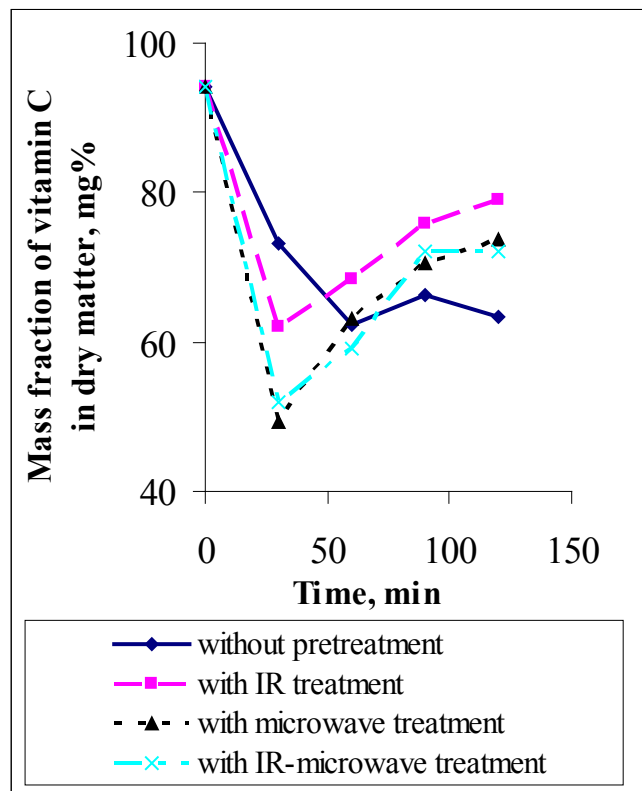 Mass fraction of vitamin C
in dry matter, mg%
100
80
60
40
0 50 100 150
Time, min
without pretreatment
with IR treatment
with microwave treatment
with IR-microwave treatment